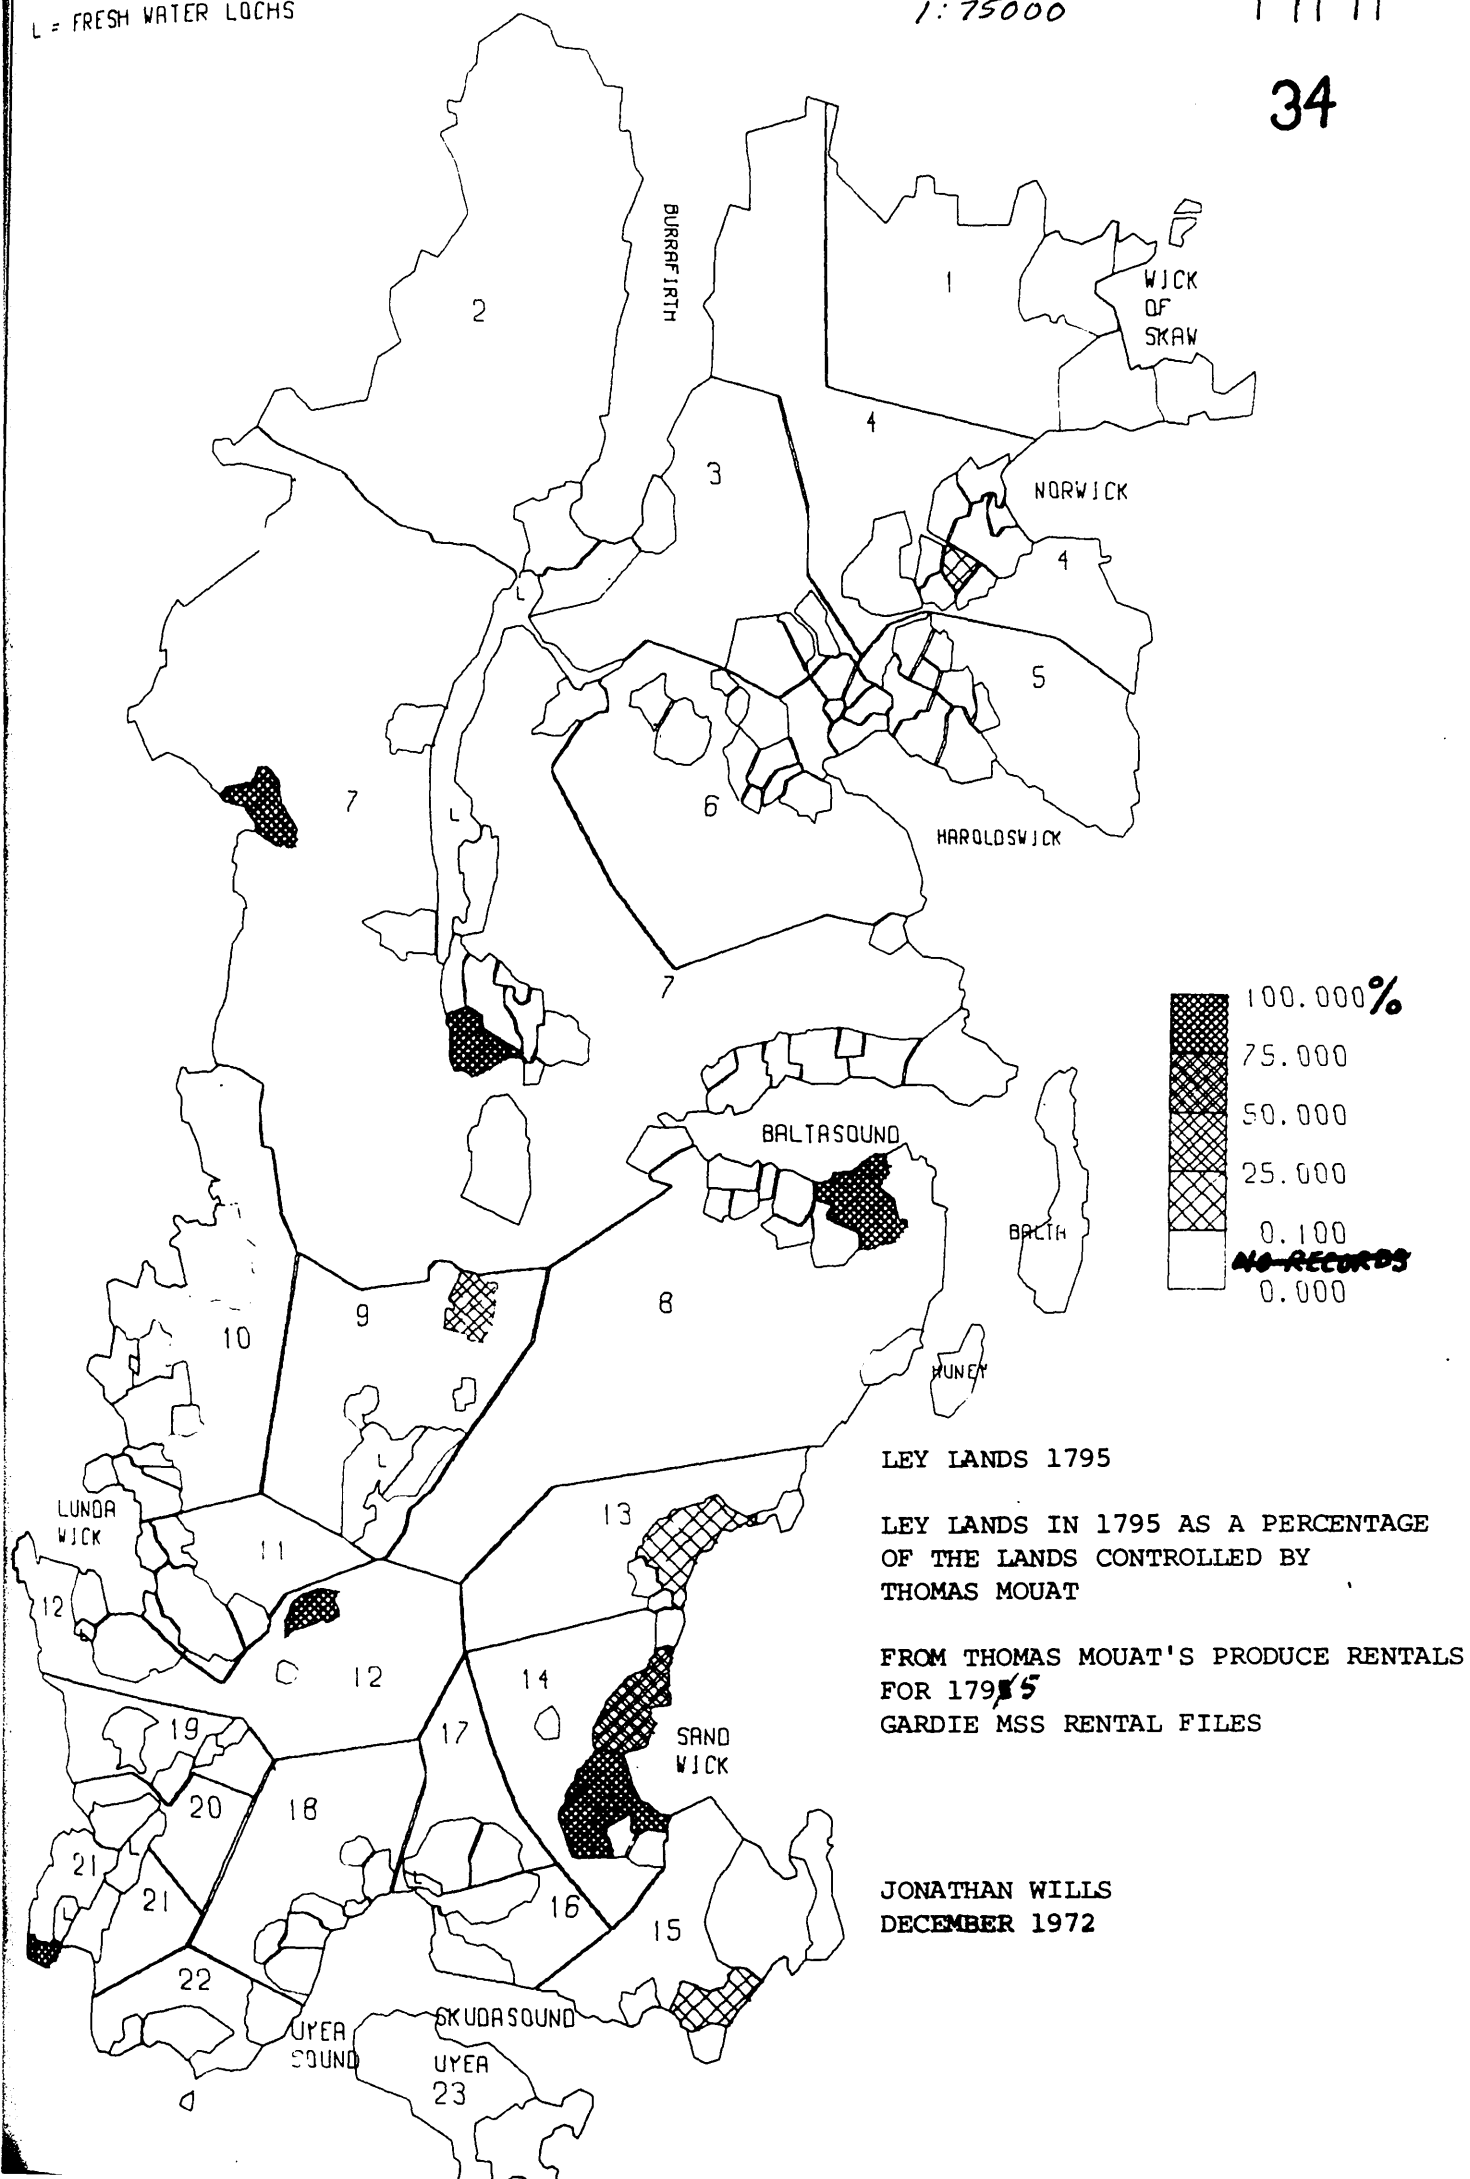 L = FRESH WATER LOCHS
1:75000
34
BURRAFIRTH
1
WICK
OF
SKAW
2
4
3
NORWICK
4
L
5
7
L
6
HAROLDSWICK
7
100.000%
75.000
50.000
25.000
0.100
NO RECORDS
0.000
BALTASOUND
BALTA
8
9
10
HUNEY
L
LEY LANDS 1795
LUNDA
WICK
13
LEY LANDS IN 1795 AS A PERCENTAGE
OF THE LANDS CONTROLLED BY
THOMAS MOUAT
11
12
L
12
14
FROM THOMAS MOUAT'S PRODUCE RENTALS
FOR 1795
GARDIE MSS RENTAL FILES
19
17
SAND
WICK
20
18
21
L
21
L
16
15
JONATHAN WILLS
DECEMBER 1972
22
UYEA
SOUND
SKUDASOUND
UYEA
23